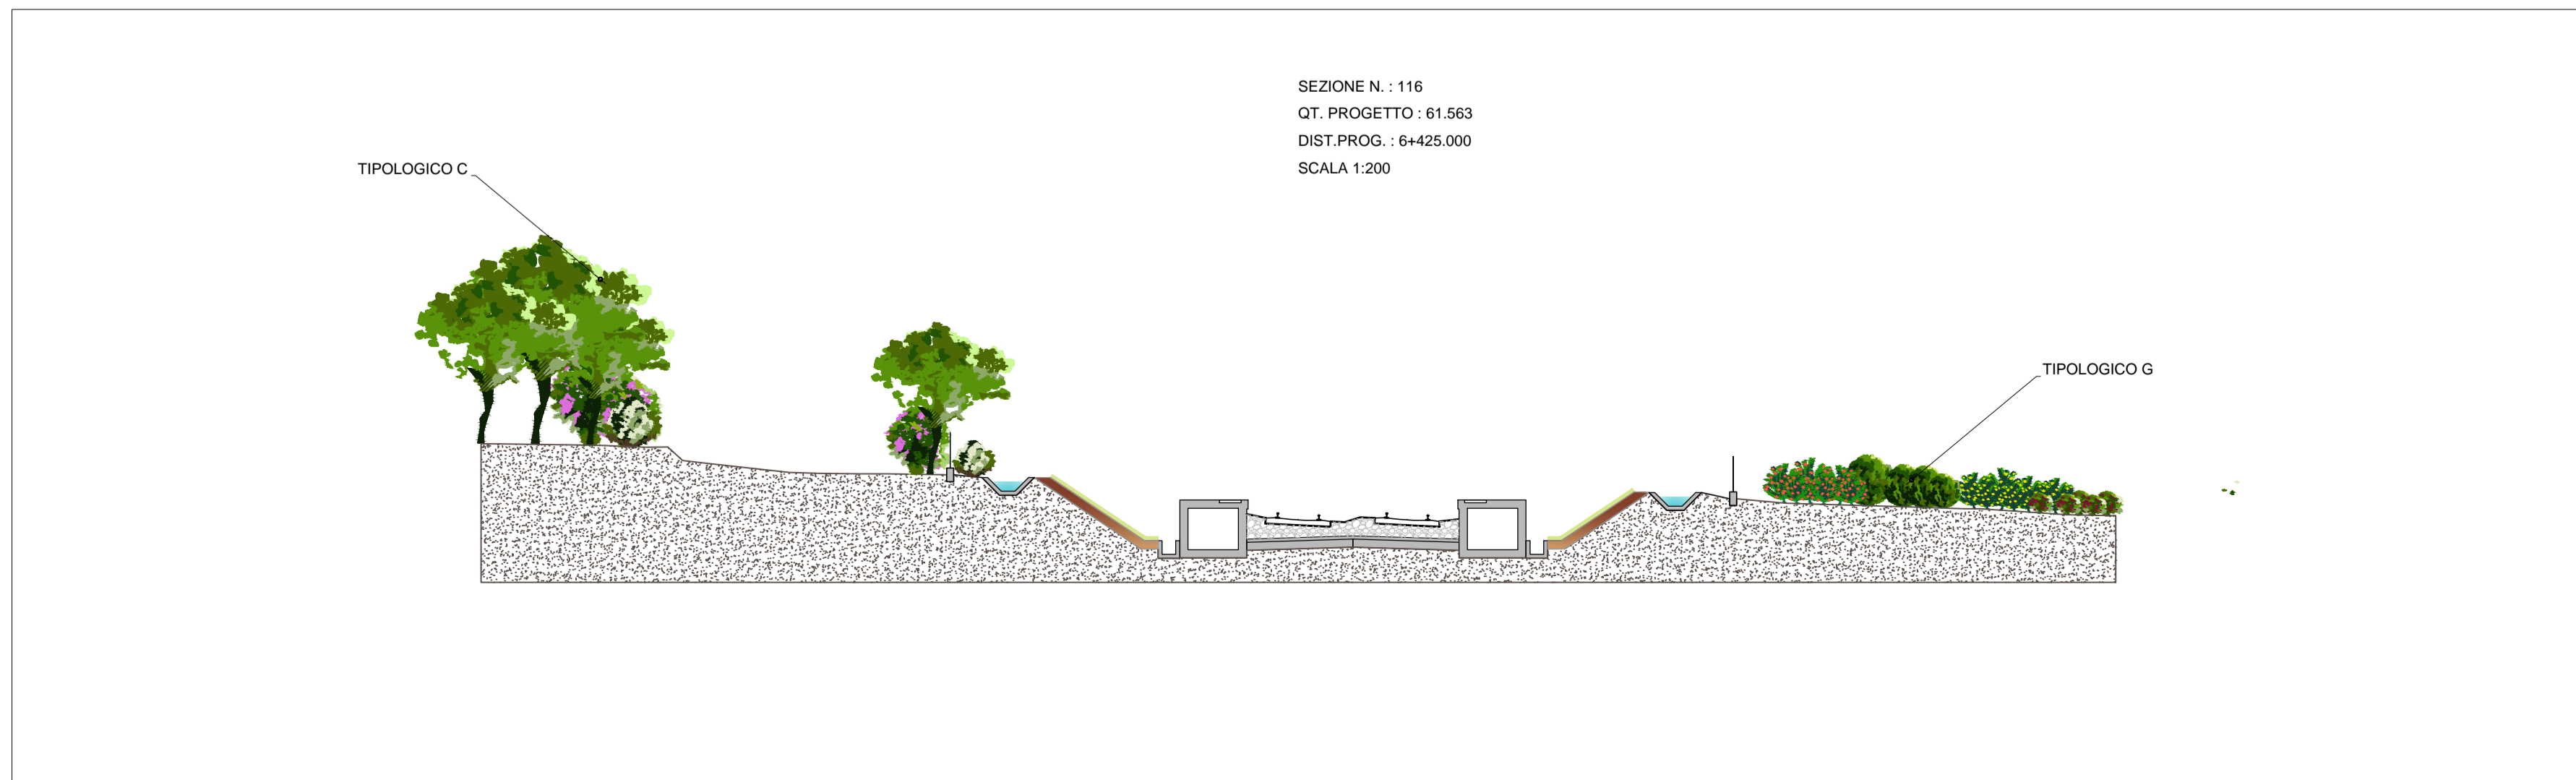 SEZIONE N. : 116
QT. PROGETTO : 61.563
DIST.PROG. : 6+425.000
SCALA 1:200
TIPOLOGICO C
TIPOLOGICO G